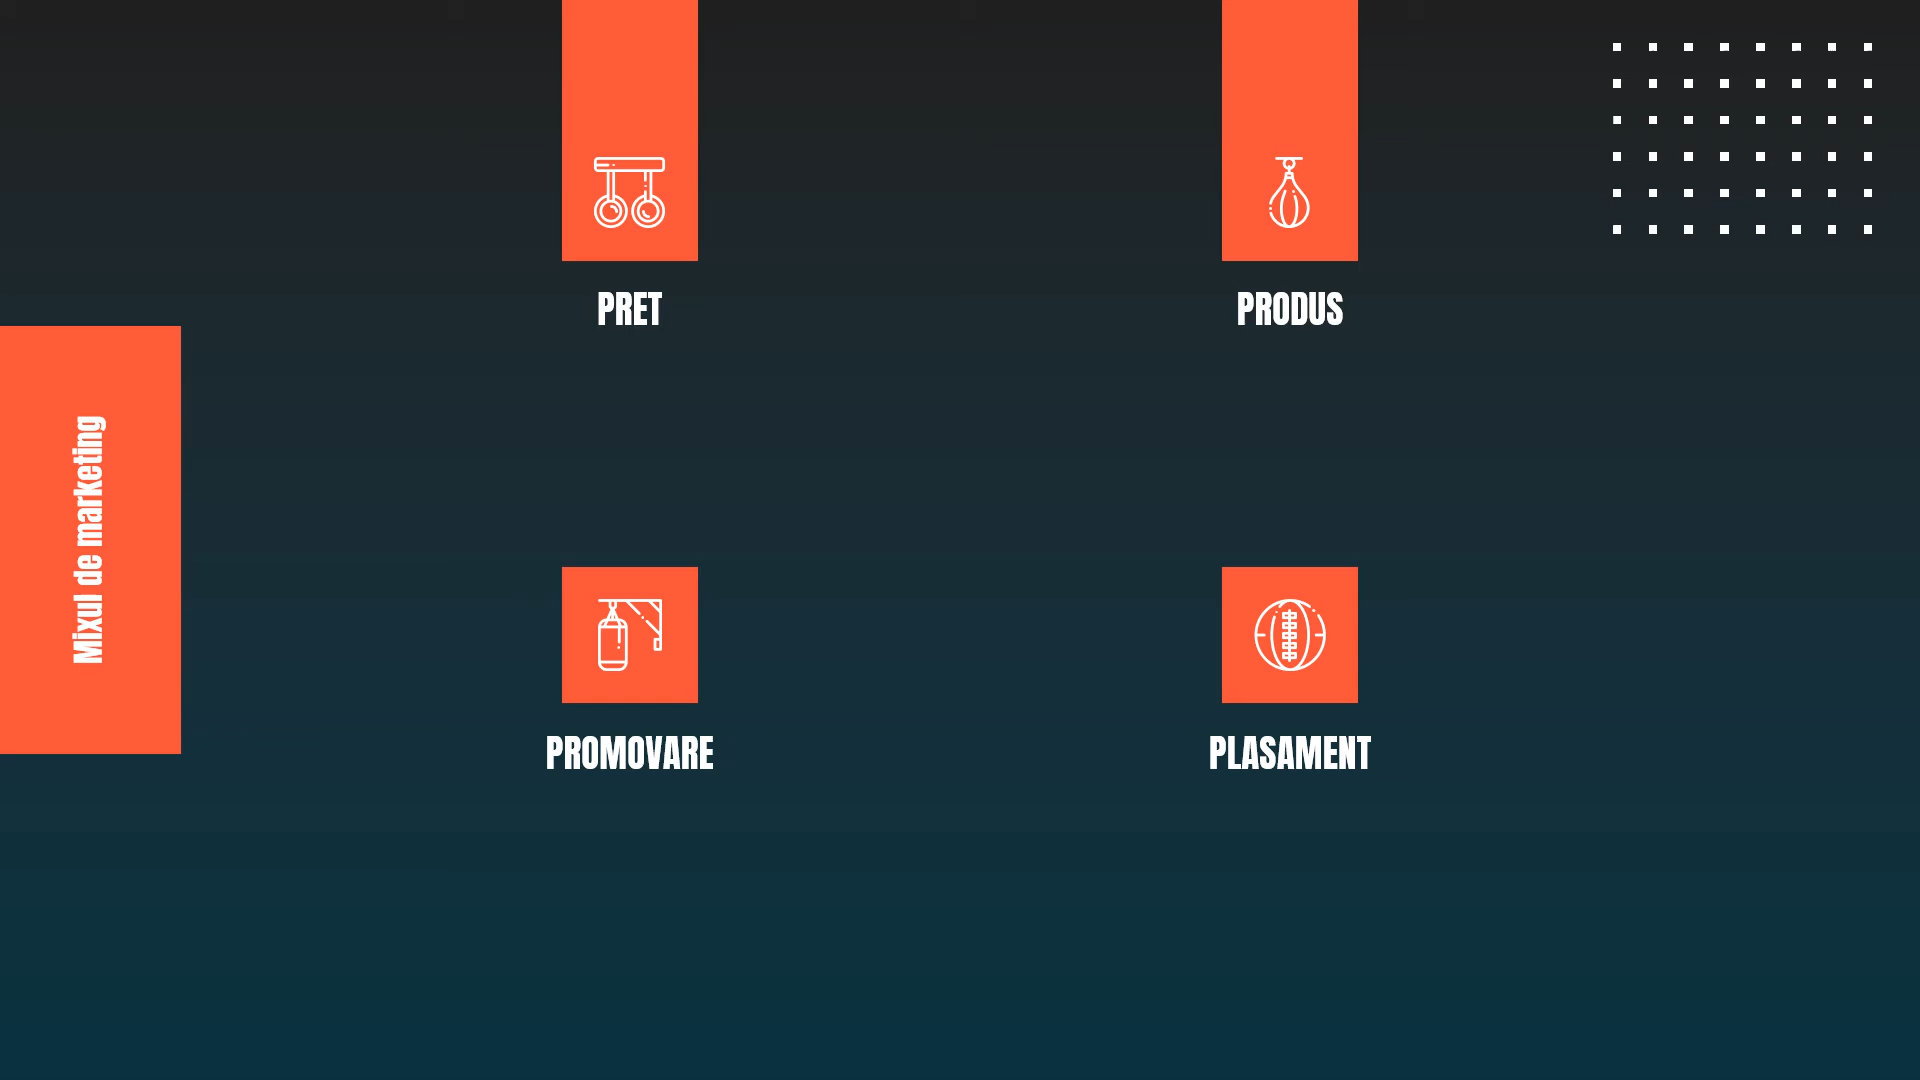 PRET
PRODUS
Mixul de marketing
PROMOVARE
PLASAMENT